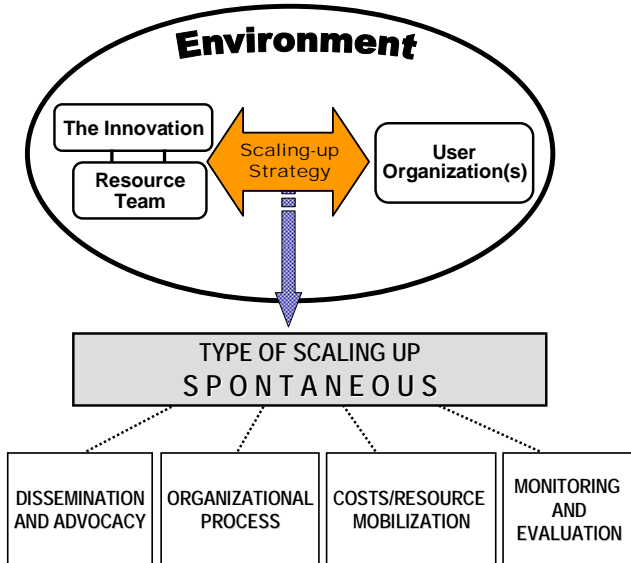 Environment
The Innovation
Resource
Team
Scaling-up
Strategy
User
Organization(s)
TYPE OF SCALING UP
SPONTANEOUS
DISSEMINATION
AND ADVOCACY
ORGANIZATIONAL
PROCESS
COSTS/RESOURCE
MOBILIZATION
MONITORING
AND
EVALUATION